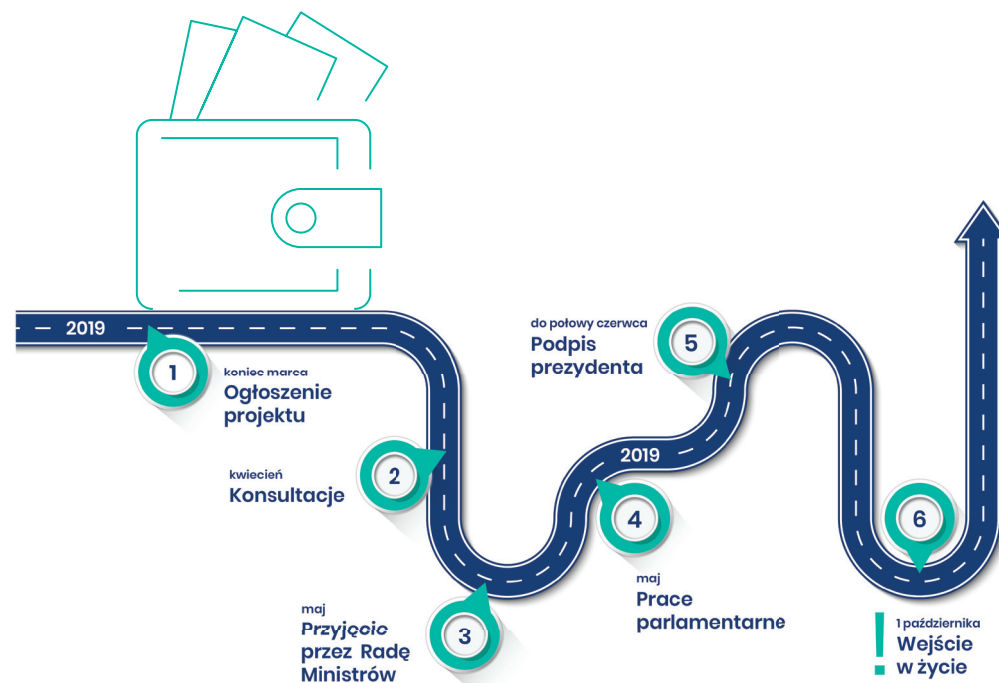 2019
1
koniec marca
Ogłoszenie
projektu
2
kwiecień
Konsultacje
3
maj
Przyjęcie
przez Radę
Ministrów
2019
4
maj
Prace
parlamentarne
5
do połowy czerwca
Podpis
prezydenta
6
1 października
Wejście
w życie